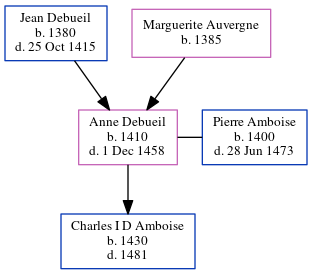 Jean Debueil
b. 1380
d. 25 Oct 1415
Marguerite Auvergne
b. 1385
Anne Debueil
b. 1410
d. 1 Dec 1458
Pierre Amboise
b. 1400
d. 28 Jun 1473
Charles I D Amboise
b. 1430
d. 1481